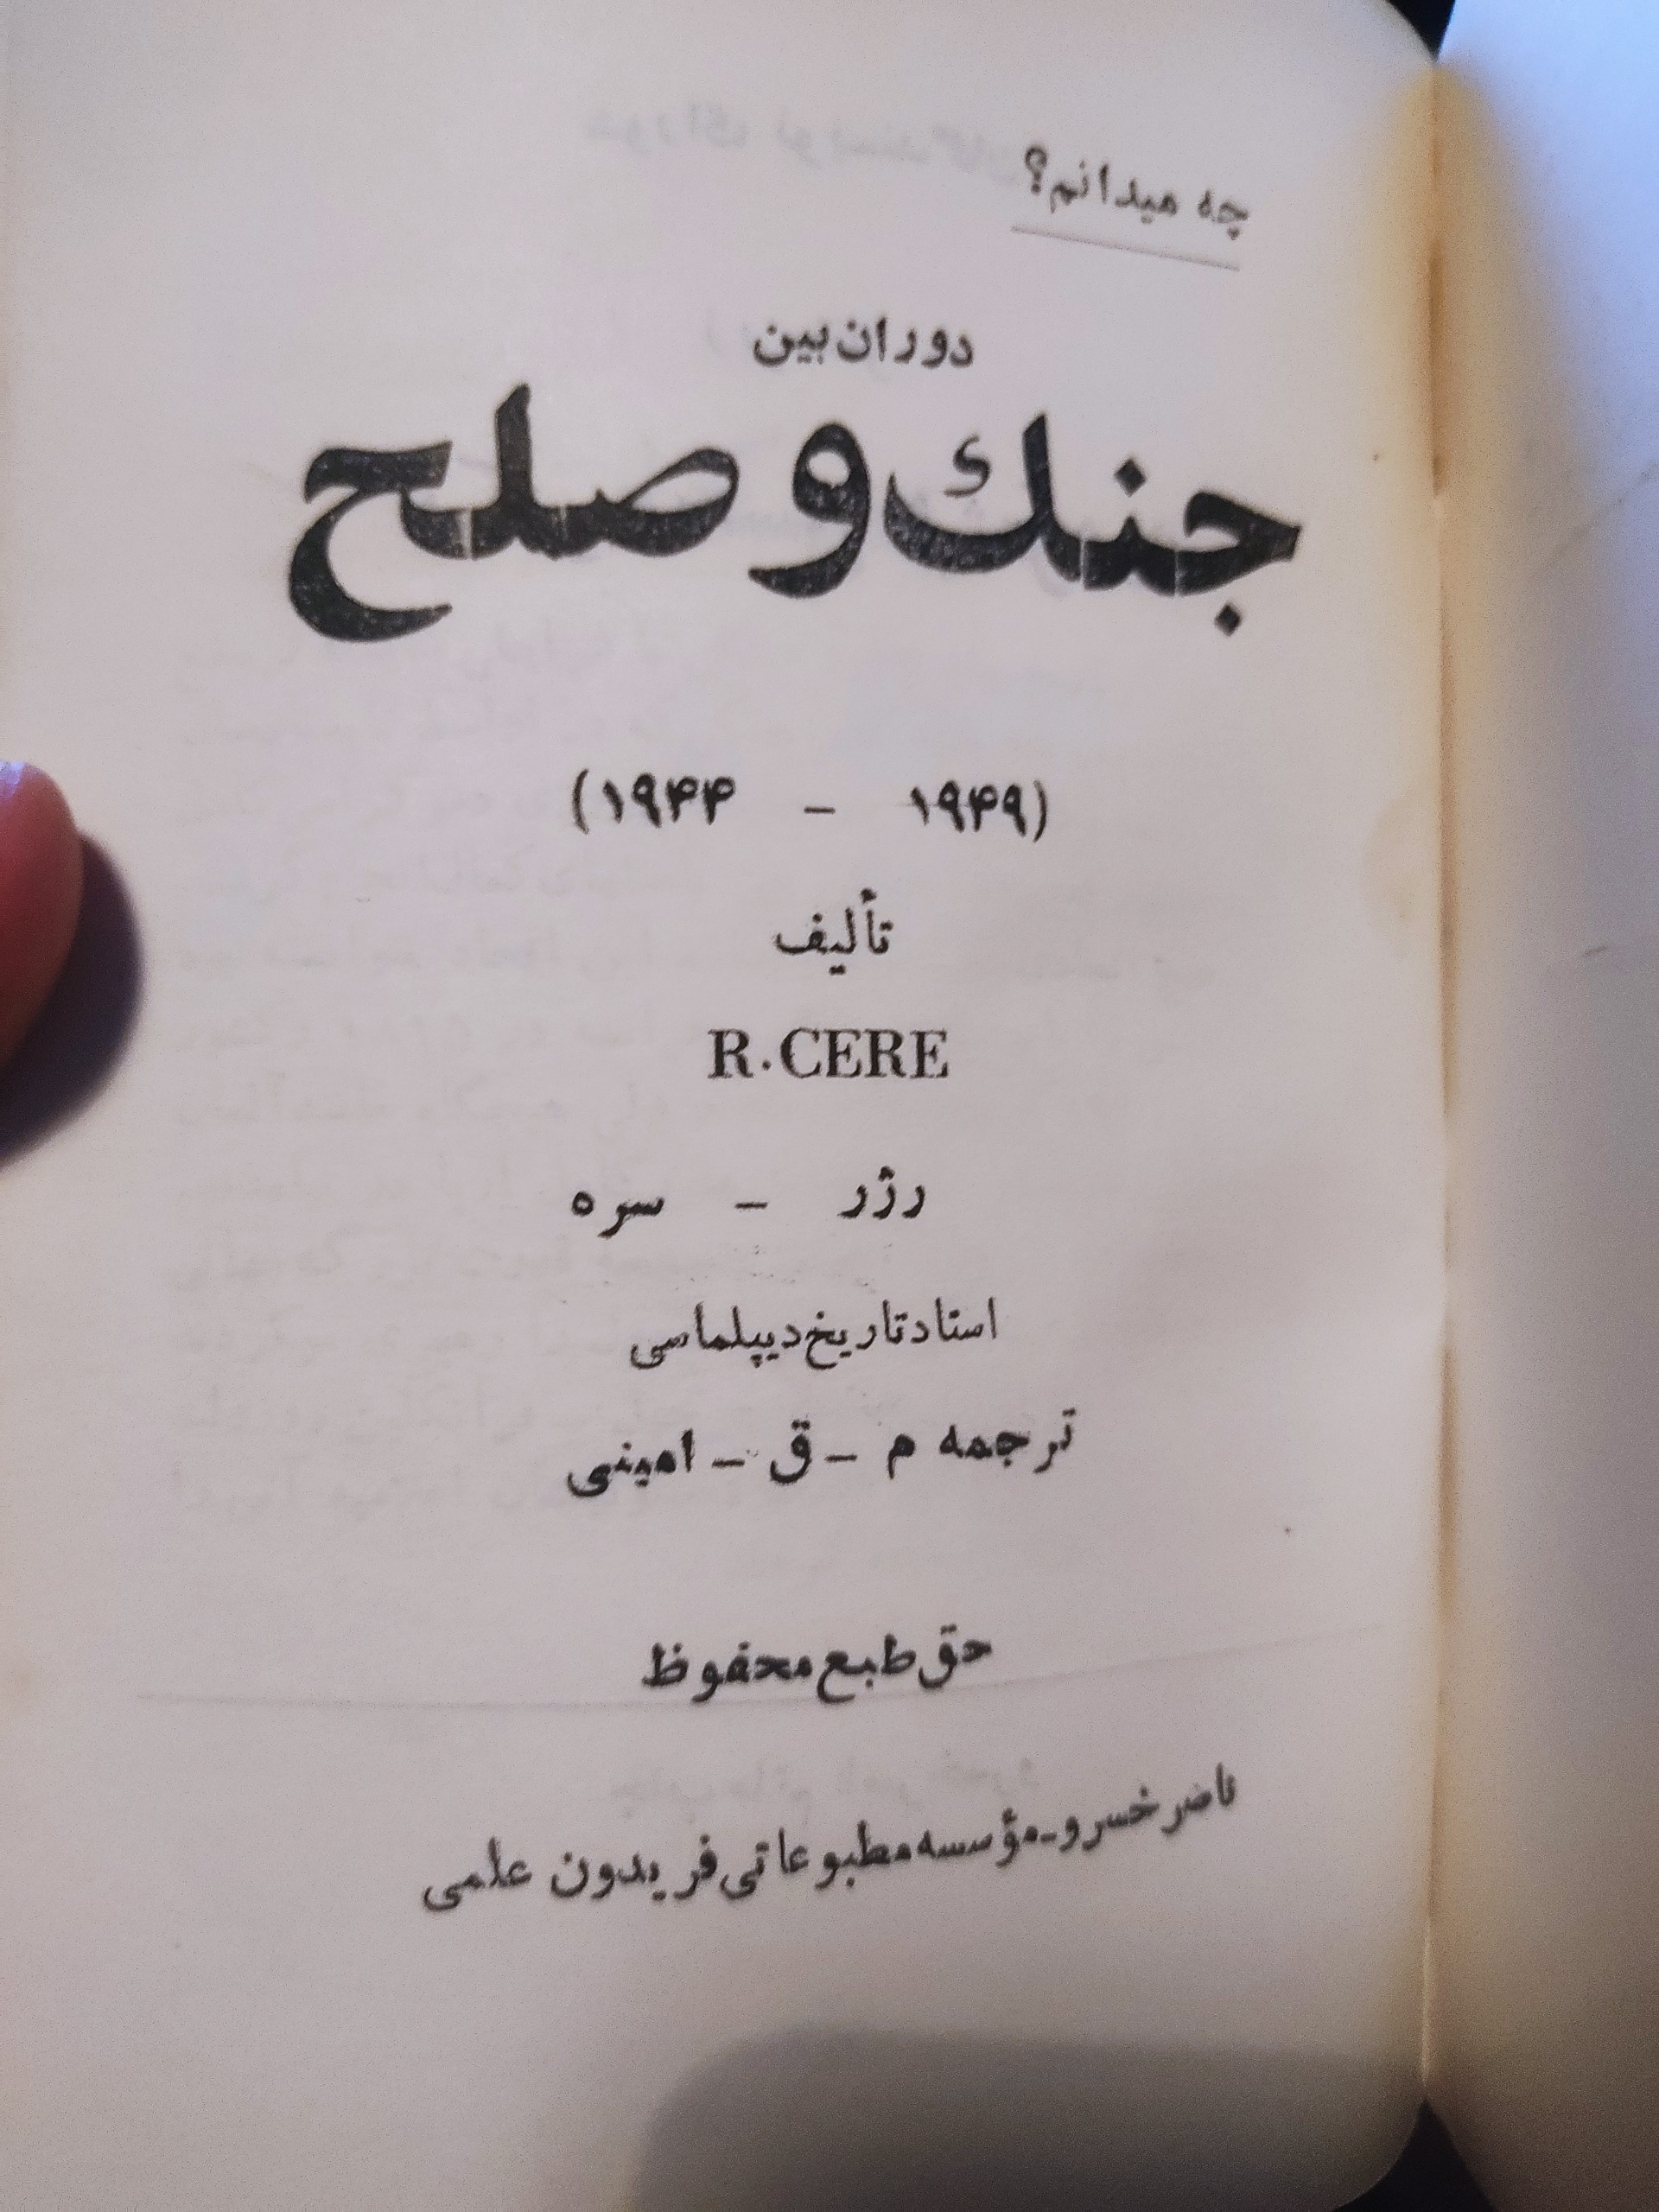 چه میدانم؟
دوران بین
جنك و صلح
(۱۹۴۹ - ۱۹۴۴)
تألیف
R.CERE
رژر - سره
استاد تاریخ دیپلماسی
ترجمه م - ق - امینی
حق طبع محفوظ
ناصر خسرو - مؤسسه مطبوعاتی فریدون علمی